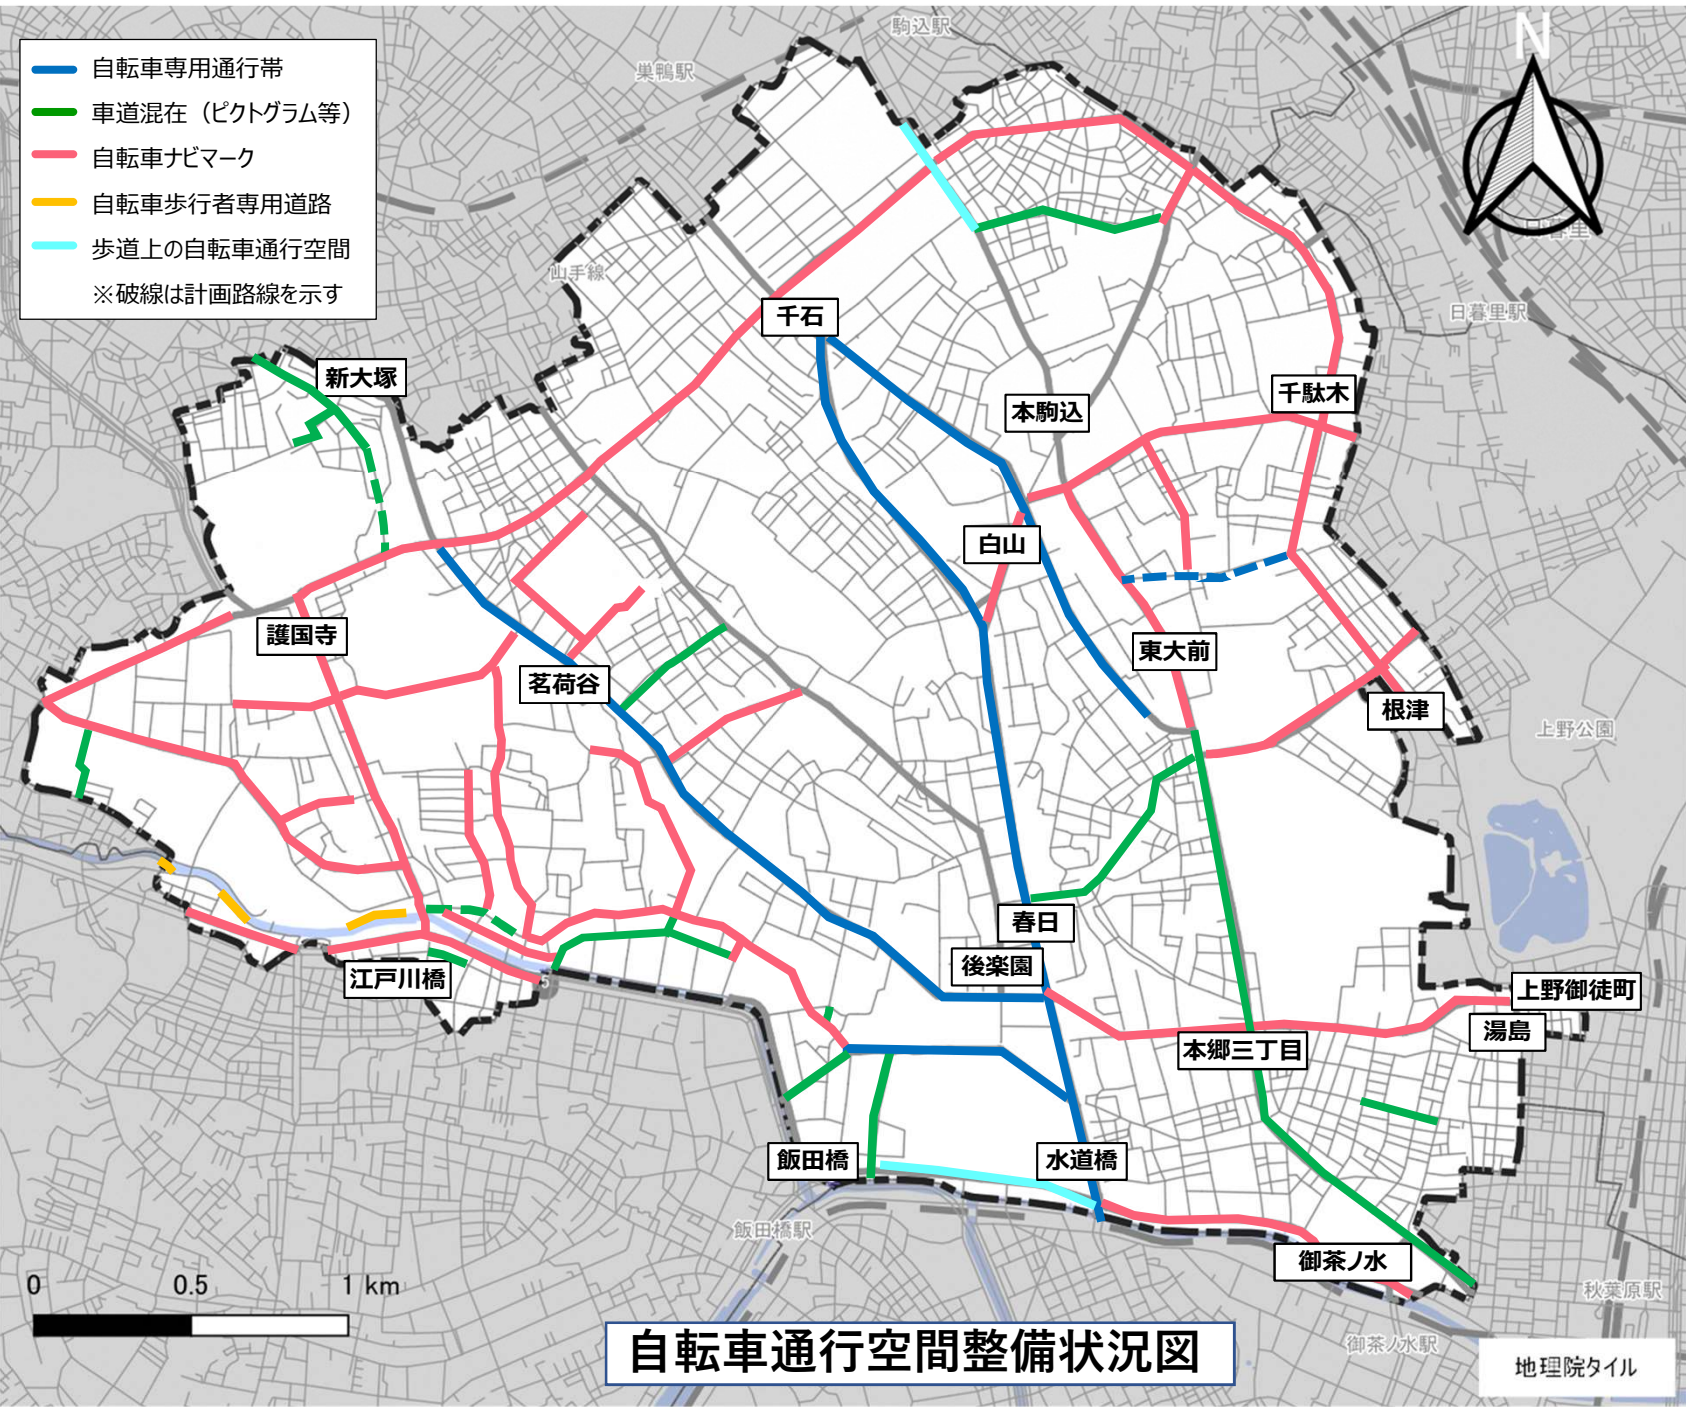 駒込駅
巣鴨駅
N
自転車専用通行帯
車道混在（ピクトグラム等）
自転車ナビマーク
自転車歩行者専用道路
歩道上の自転車通行空間
※破線は計画路線を示す
山手線
日暮里
日暮里駅
千石
新大塚
千駄木
本駒込
白山
護国寺
東大前
茗荷谷
根津
上野公園
春日
後楽園
江戸川橋
5
上野御徒町
湯島
本郷三丁目
飯田橋
水道橋
飯田橋駅
御茶ノ水
秋葉原駅
0 0.5 1 km
自転車通行空間整備状況図
御茶ノ水駅
地理院タイル